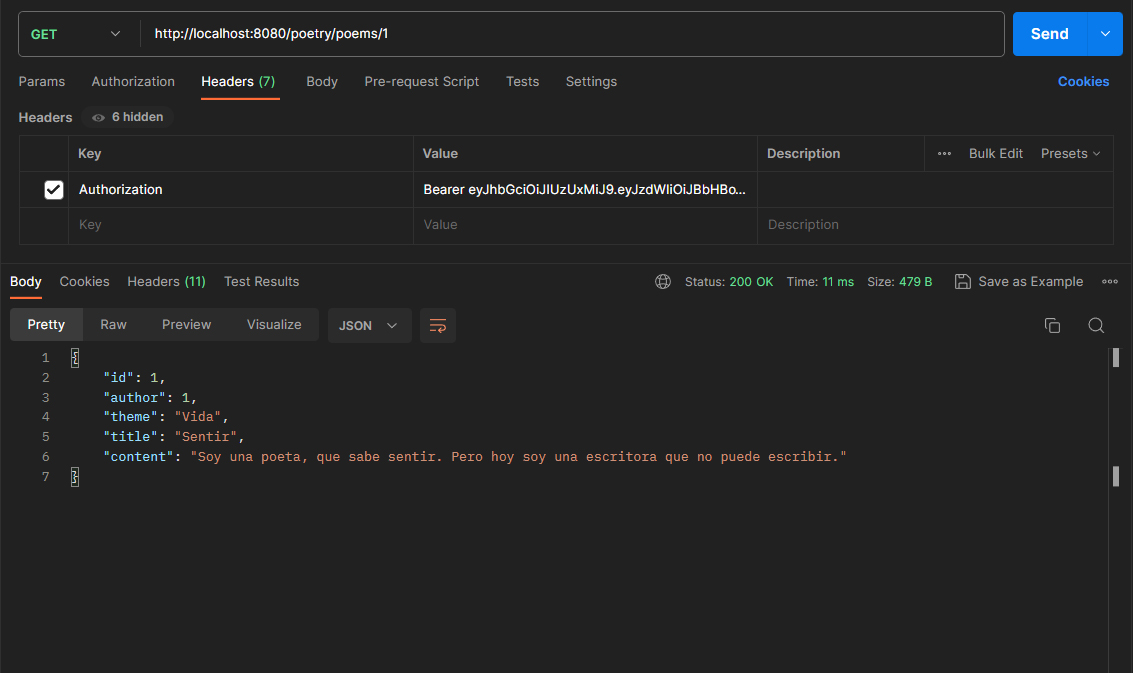 GET http://localhost:8080/poetry/poems/1 Send
Params Authorization Headers (7) Body Pre-request Script Tests Settings Cookies
Headers 6 hidden
Key Value Description Bulk Edit Presets
Authorization Bearer eyJhbGciOiJIUzUxMiJ9.eyJzdWIiOiJBbHBo...
Key Value Description
Body Cookies Headers (11) Test Results Status: 200 OK Time: 11 ms Size: 479 B Save as Example
Pretty Raw Preview Visualize JSON
1 {
2 "id": 1,
3 "author": 1,
4 "theme": "Vida",
5 "title": "Sentir",
6 "content": "Soy una poeta, que sabe sentir. Pero hoy soy una escritora que no puede escribir."
7 }